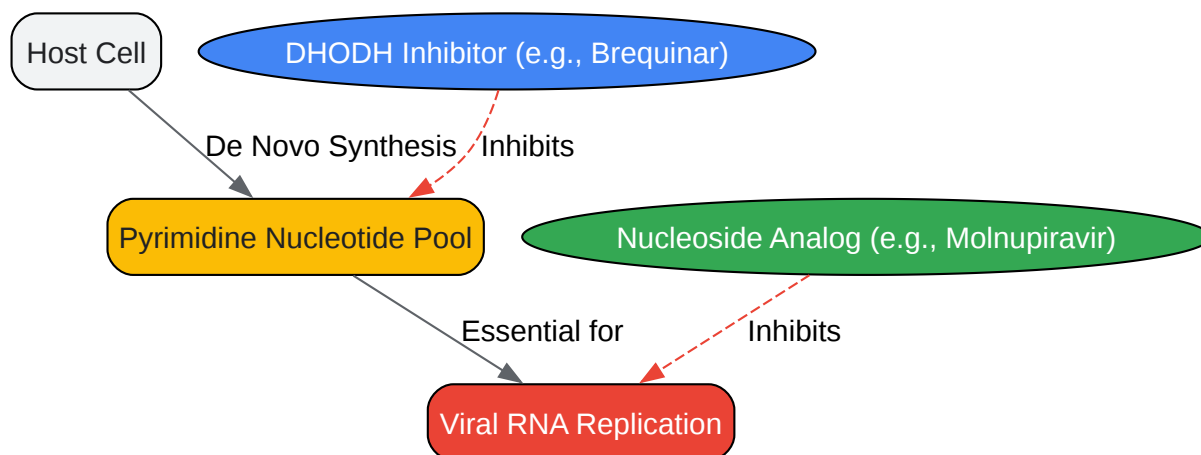 Host Cell
DHODH Inhibitor (e.g., Brequinar)
De Novo Synthesis
Inhibits
Pyrimidine Nucleotide Pool
Nucleoside Analog (e.g., Molnupiravir)
Essential for
Inhibits
Viral RNA Replication